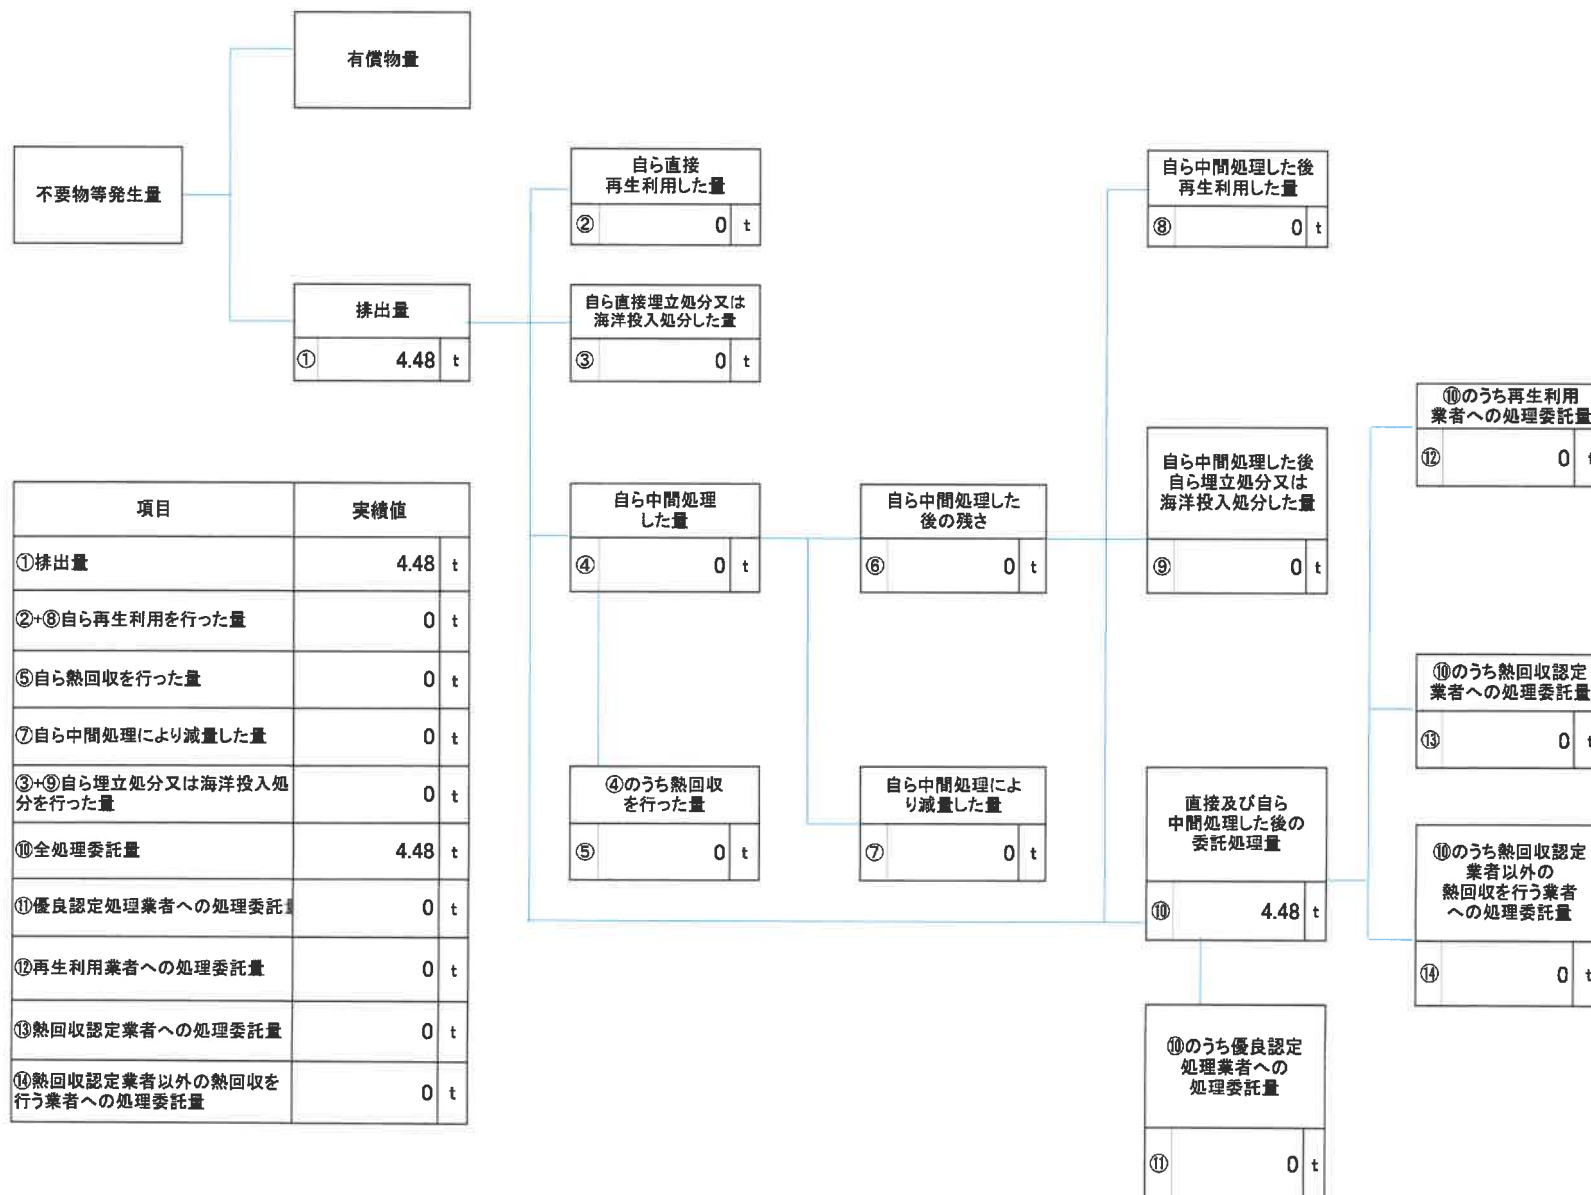 有償物量
不要物等発生量
排出量
① 4.48 t
自ら直接
再生利用した量
② 0 t
自ら直接埋立処分又は
海洋投入処分した量
③ 0 t
自ら中間処理
した量
④ 0 t
④のうち熱回収
を行った量
⑤ 0 t
自ら中間処理した
後の残さ
⑥ 0 t
自ら中間処理によ
り減量した量
⑦ 0 t
自ら中間処理した後
再生利用した量
⑧ 0 t
自ら中間処理した後
自ら埋立処分又は
海洋投入処分した量
⑨ 0 t
直接及び自ら
中間処理した後の
委託処理量
⑩ 4.48 t
⑩のうち優良認定
処理業者への
処理委託量
⑪ 0 t
⑩のうち再生利用
業者への処理委託量
⑫ 0 t
⑩のうち熱回収認定
業者への処理委託量
⑬ 0 t
⑩のうち熱回収認定
業者以外の
熱回収を行う業者
への処理委託量
⑭ 0 t
項目 実績値
①排出量 4.48 t
②+⑧自ら再生利用を行った量 0 t
⑤自ら熱回収を行った量 0 t
⑦自ら中間処理により減量した量 0 t
③+⑨自ら埋立処分又は海洋投入処
分を行った量 0 t
⑩全処理委託量 4.48 t
⑪優良認定処理業者への処理委託量 0 t
⑫再生利用業者への処理委託量 0 t
⑬熱回収認定業者への処理委託量 0 t
⑭熱回収認定業者以外の熱回収を
行う業者への処理委託量 0 t